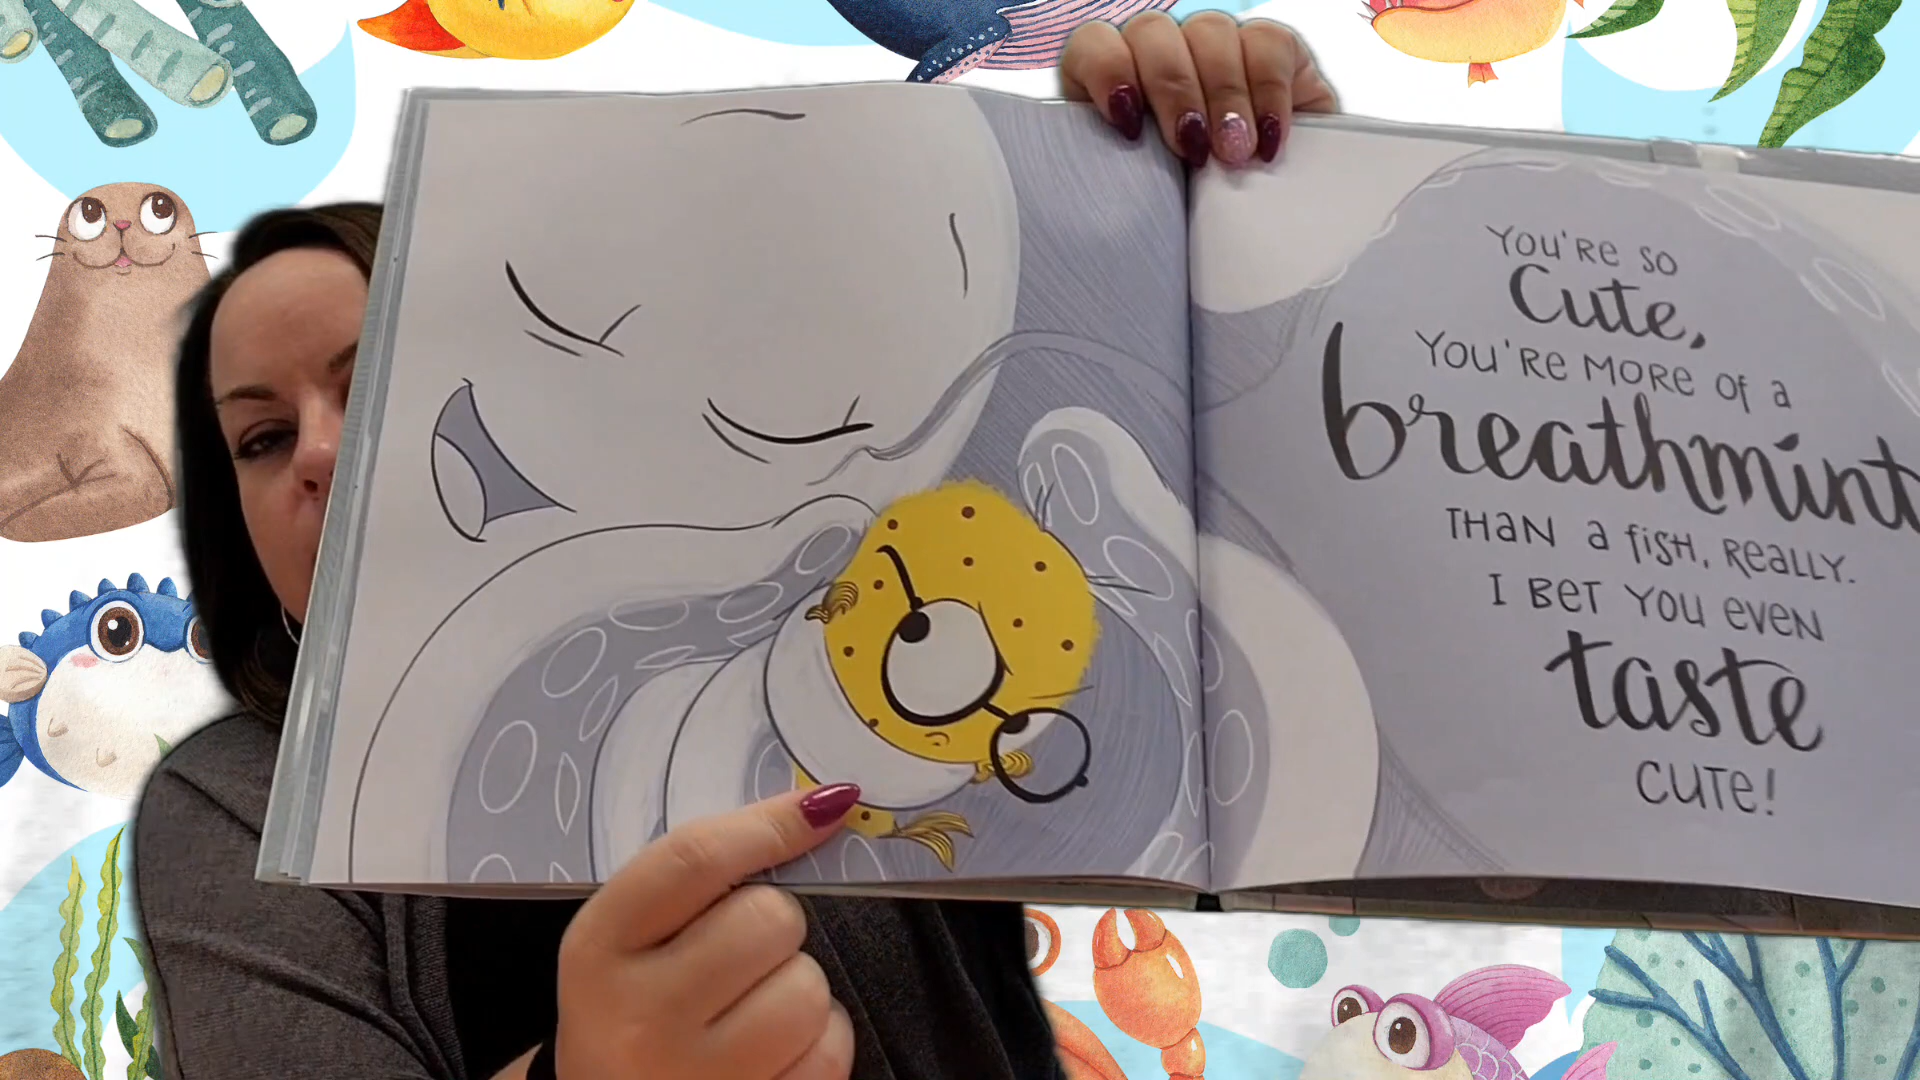 YOU'RE SO
Cute,
YOU'RE MORE OF a
breathmint
THAN a fisH, REALLY.
I BET YOU EVEN
taste
CUTE!